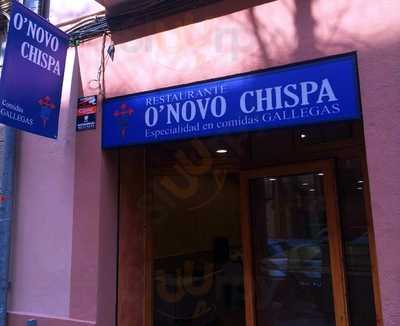 O'NOVO
CHISPA
Comidas
GALLEGAS
RESTAURANTE
O'NOVO CHISPA
Especialidad en comidas GALLEGAS